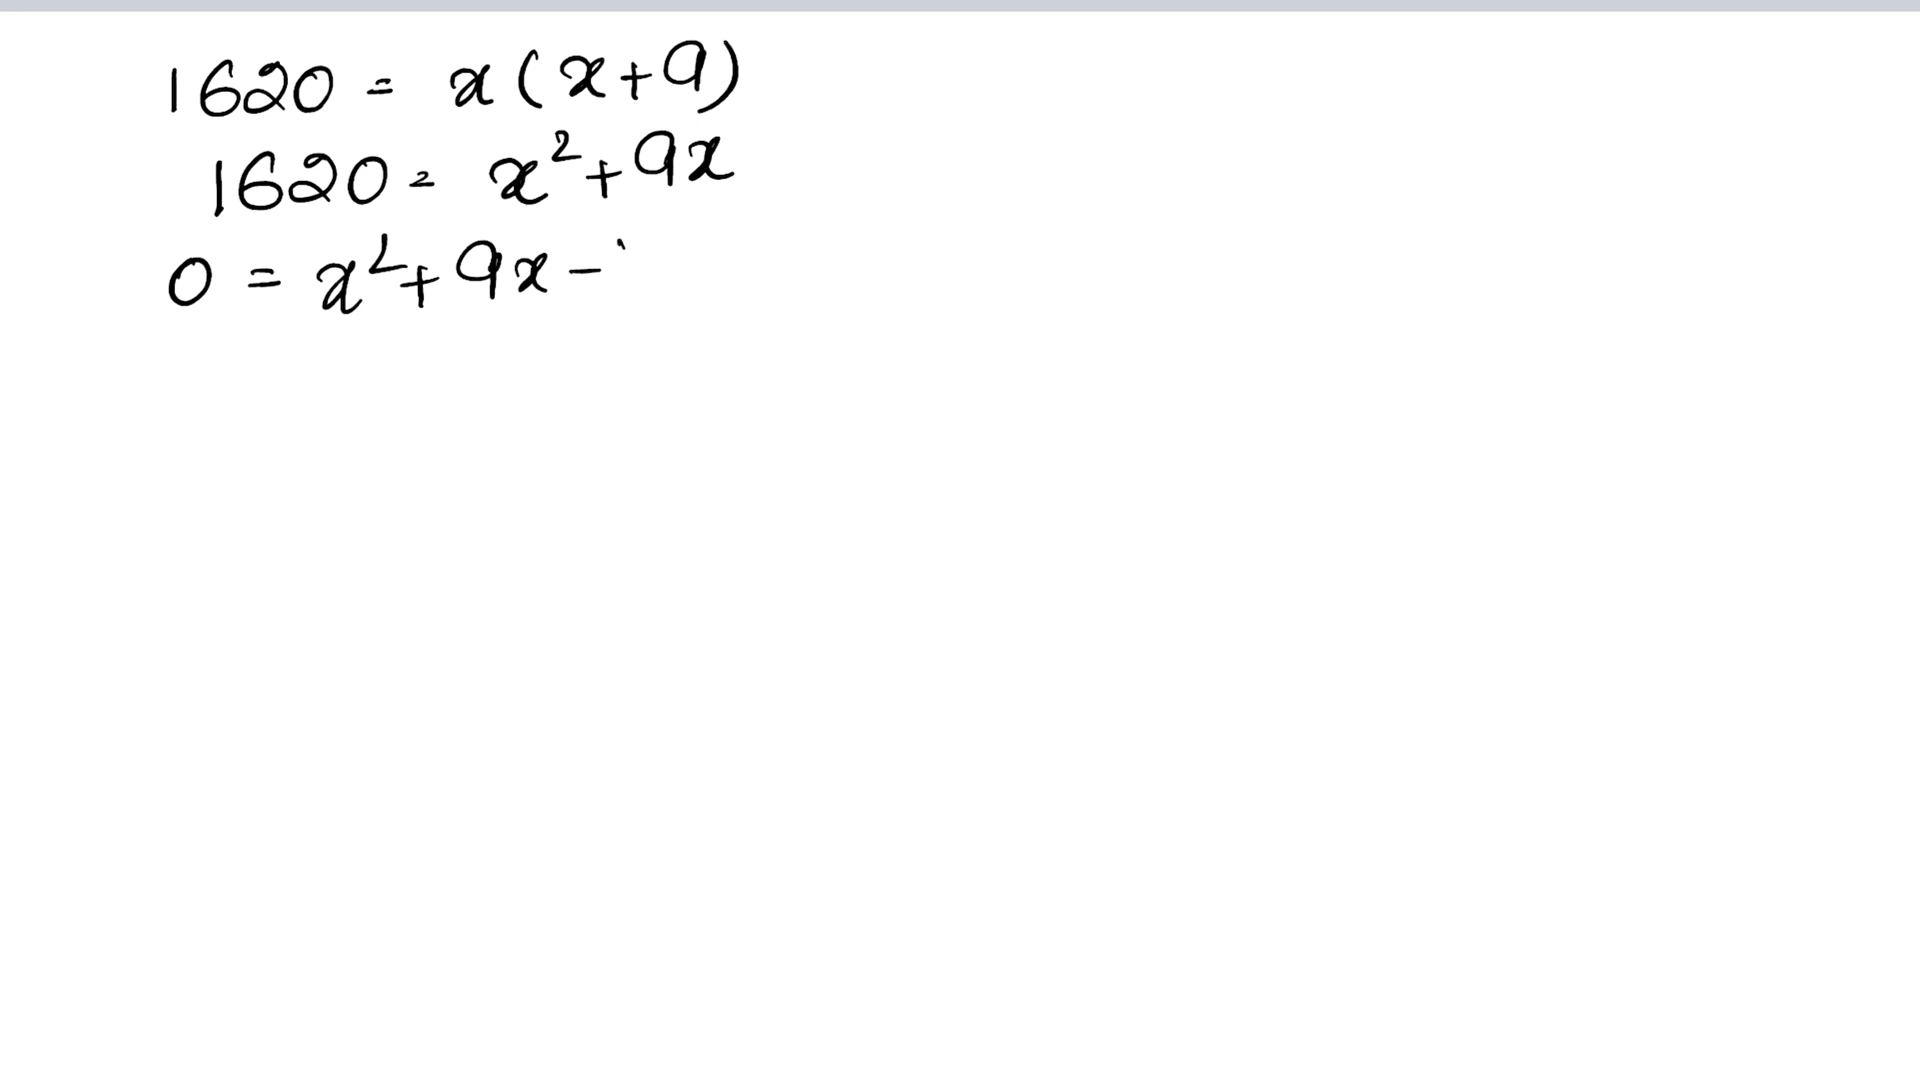 1620 = x(x+9)
1620 = x²+9x
0 = x²+9x-